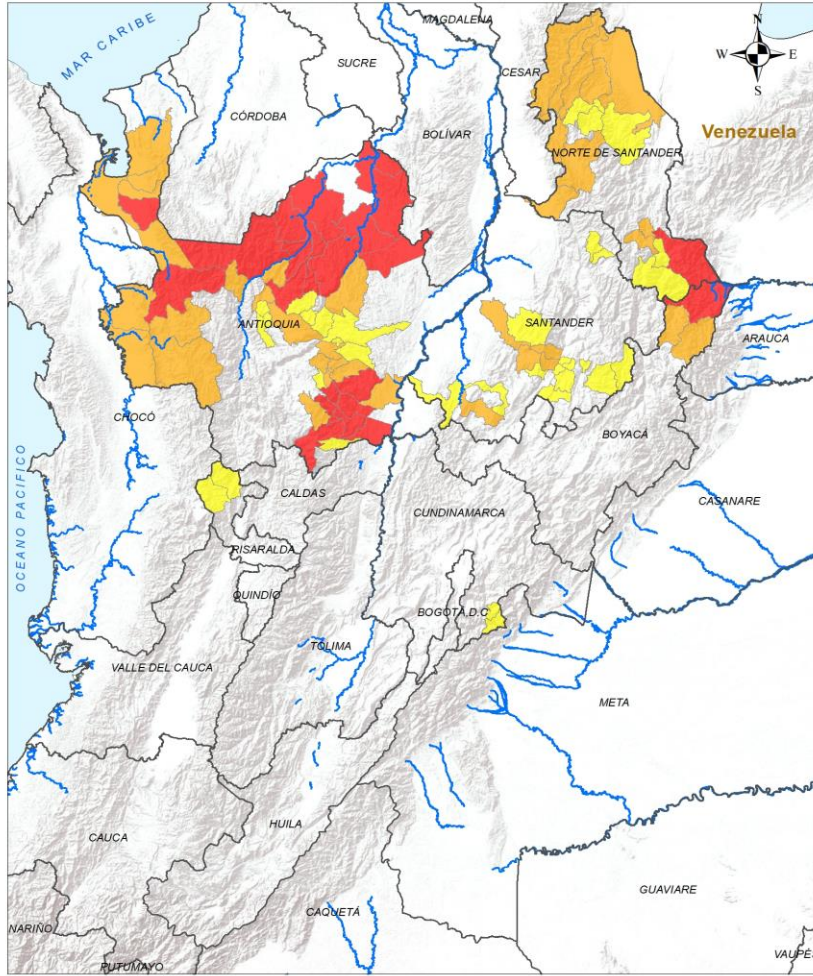 MAGDALENA
N
MAR CARIBE
SUCRE
CESAR
W
E
S
CÓRDOBA
BOLÍVAR
Venezuela
NORTE DE SANTANDER
ANTIOQUIA
SANTANDER
ARAUCA
CHOCÓ
BOYACÁ
OCEANO PACIFICO
CALDAS
CASANARE
CUNDINAMARCA
RISARALDA
QUINDÍO
BOGOTÁ D.C
TOLIMA
VALLE DEL CAUCA
META
HUILA
CAUCA
GUAVIARE
CAQUETÁ
NARIÑO
PUTUMAYO
VAUPÉS